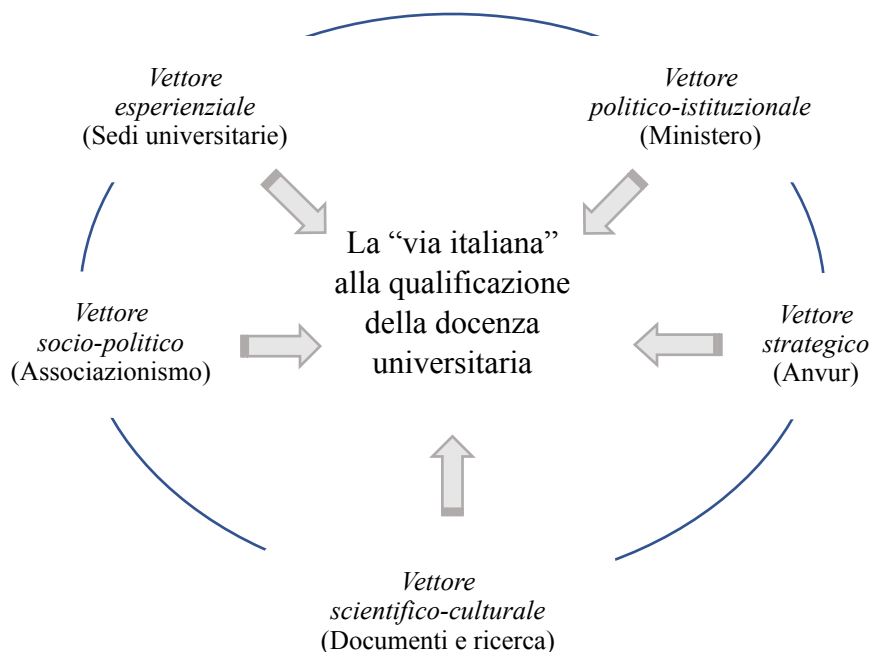 Vettore
esperienziale
(Sedi universitarie)
Vettore
politico-istituzionale
(Ministero)
La “via italiana”
alla qualificazione
della docenza
universitaria
Vettore
socio-politico
(Associazionismo)
Vettore
strategico
(Anvur)
Vettore
scientifico-culturale
(Documenti e ricerca)